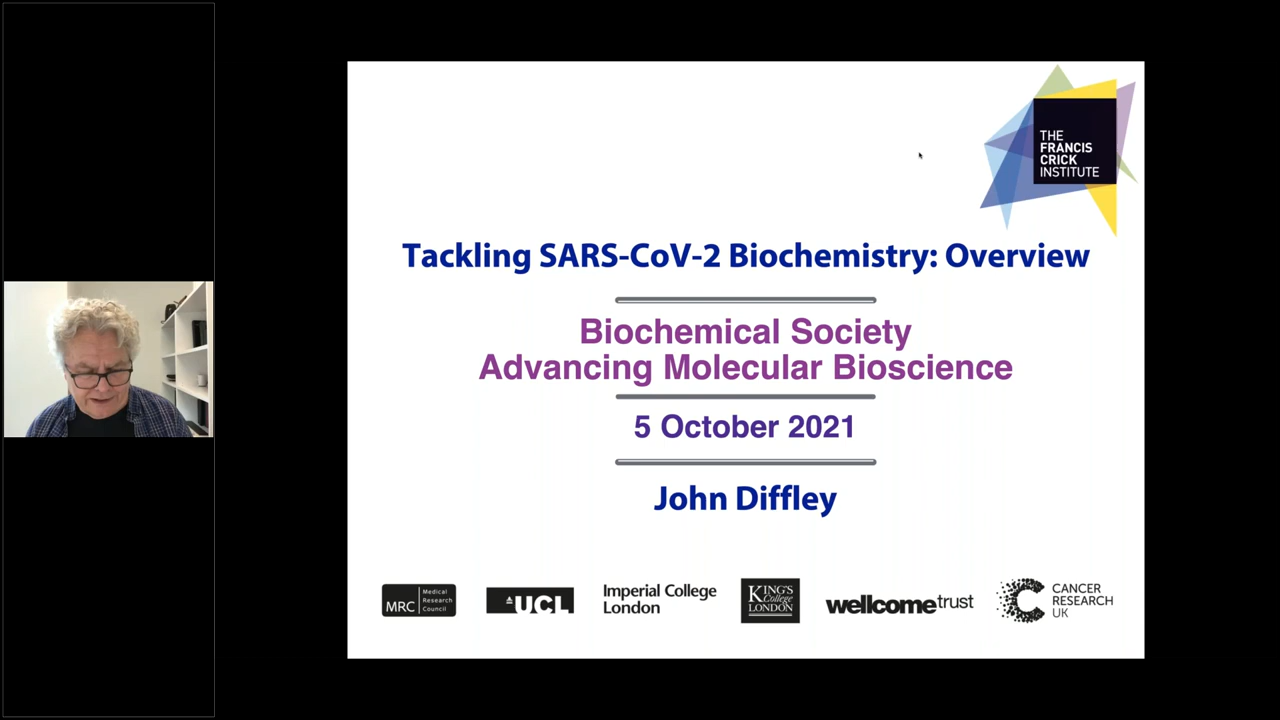 THE
FRANCIS
CRICK
INSTITUTE
Tackling SARS-CoV-2 Biochemistry: Overview
Biochemical Society
Advancing Molecular Bioscience
5 October 2021
John Diffley
MRC
Medical
Research
Council
UCL
Imperial College
London
KING'S
College
LONDON
wellcometrust
CANCER
RESEARCH
UK